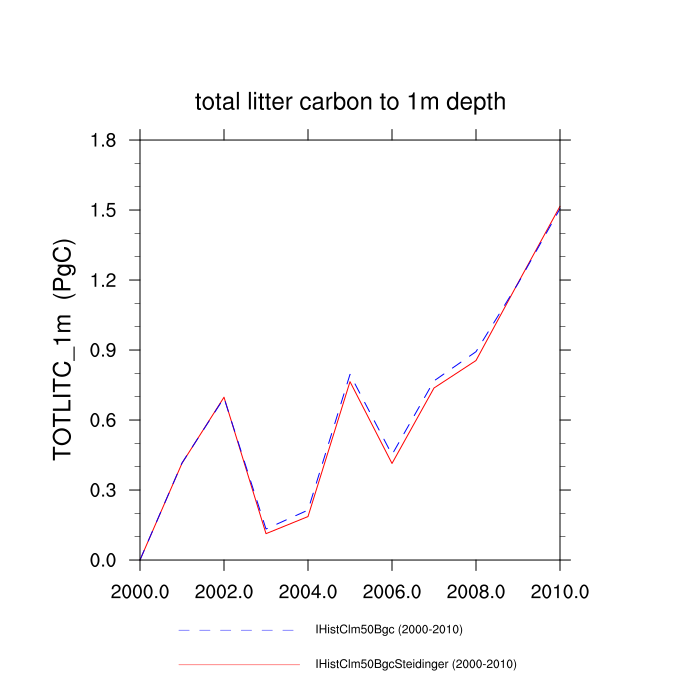 total litter carbon to 1m depth
TOTLITC_1m (PgC)
1.8
1.5
1.2
0.9
0.6
0.3
0.0
2000.0 2002.0 2004.0 2006.0 2008.0 2010.0
IHistClm50Bgc (2000-2010)
IHistClm50BgcSteidinger (2000-2010)